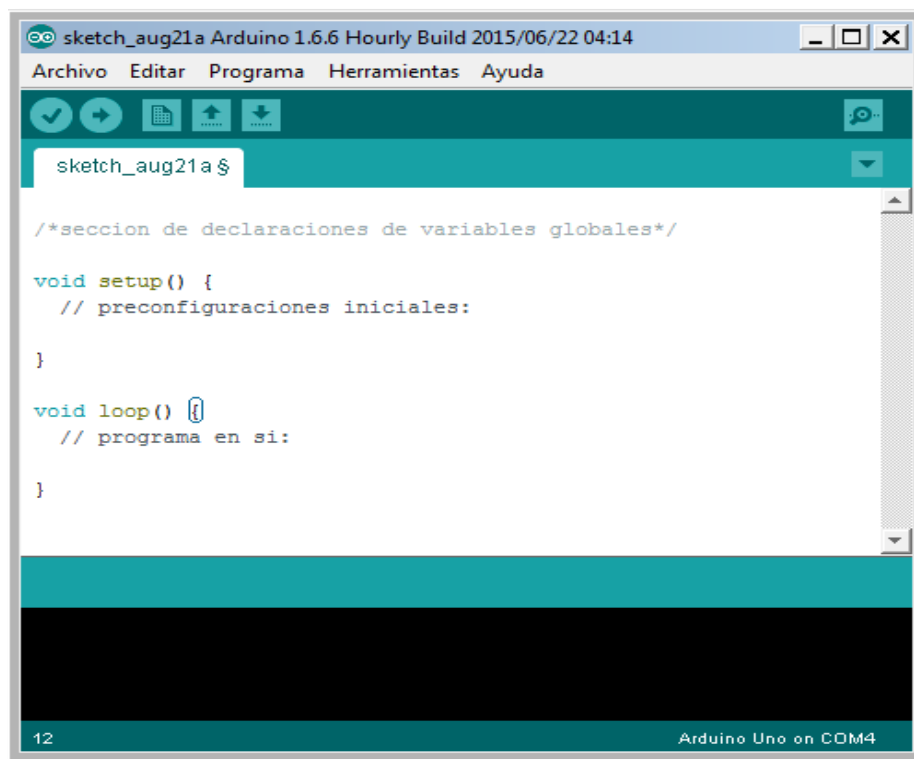 sketch_aug21a Arduino 1.6.6 Hourly Build 2015/06/22 04:14
Archivo Editar Programa Herramientas Ayuda
sketch_aug21a §
/*seccion de declaraciones de variables globales*/
void setup() {
// preconfiguraciones iniciales:
}
void loop() {
// programa en si:
}
12
Arduino Uno on COM4